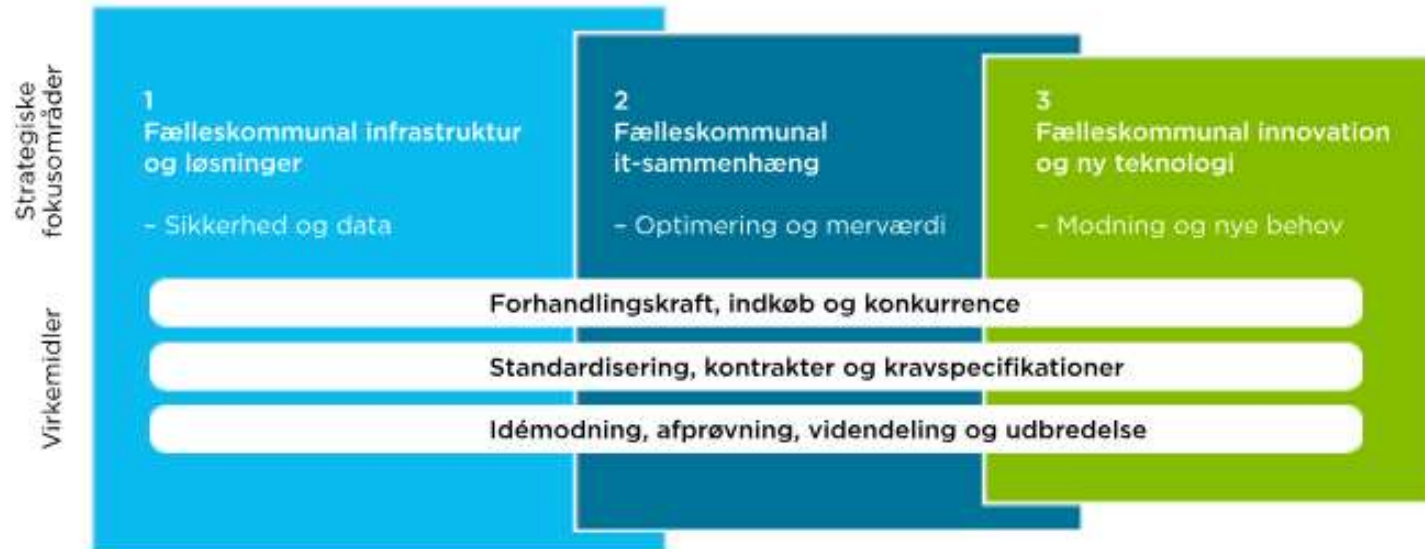 Strategiske
fokusområder
1
Fælleskommunal infrastruktur
og løsninger
– Sikkerhed og data
2
Fælleskommunal
it-sammenhæng
– Optimering og merværdi
3
Fælleskommunal innovation
og ny teknologi
– Modning og nye behov
Virkemidler
Forhandlingskraft, indkøb og konkurrence
Standardisering, kontrakter og kravspecifikationer
Idémodning, afprøvning, videndeling og udbredelse